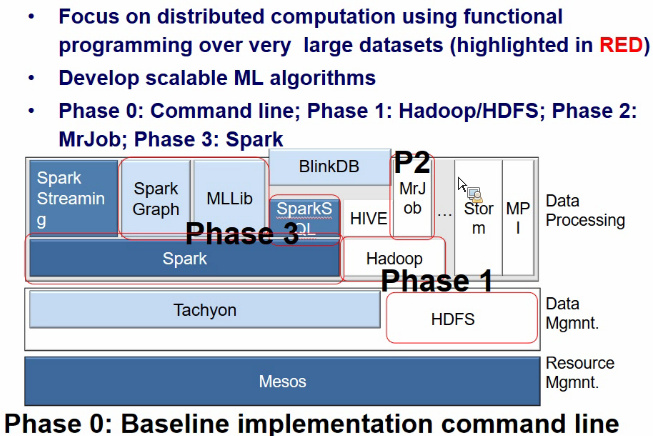 • Focus on distributed computation using functional
programming over very large datasets (highlighted in RED)
• Develop scalable ML algorithms
• Phase 0: Command line; Phase 1: Hadoop/HDFS; Phase 2:
MrJob; Phase 3: Spark
BlinkDB
P2
Spark
Streamin
g
Spark
Graph
MLLib
SparkS
QL
HIVE
MrJ
ob
...
Stor
m
MP
I
Data
Processing
Phase 3
Spark
Hadoop
Phase 1
Tachyon
HDFS
Data
Mgmnt.
Mesos
Resource
Mgmnt.
Phase 0: Baseline implementation command line